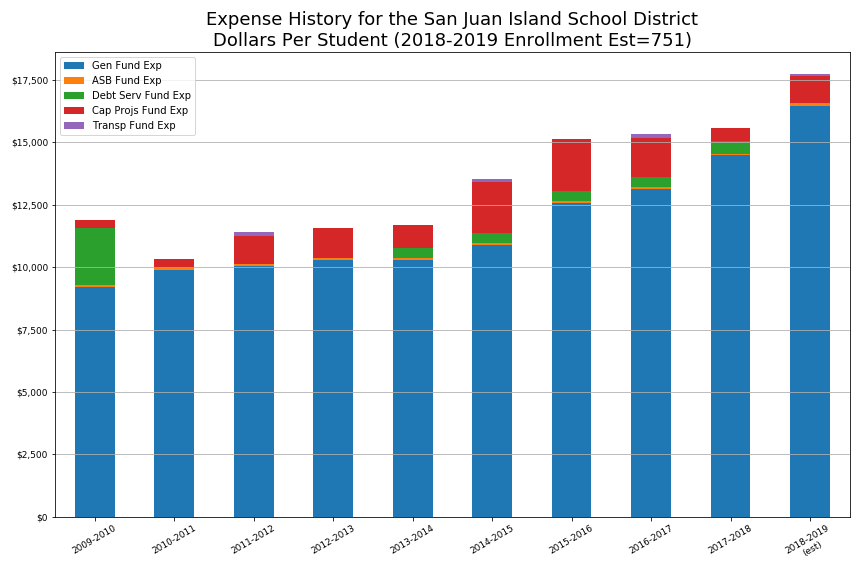 Expense History for the San Juan Island School District
Dollars Per Student (2018-2019 Enrollment Est=751)
Gen Fund Exp
ASB Fund Exp
Debt Serv Fund Exp
Cap Projs Fund Exp
Transp Fund Exp
$17,500
$15,000
$12,500
$10,000
$7,500
$5,000
$2,500
$0
2009-2010
2010-2011
2011-2012
2012-2013
2013-2014
2014-2015
2015-2016
2016-2017
2017-2018
2018-2019
(est)